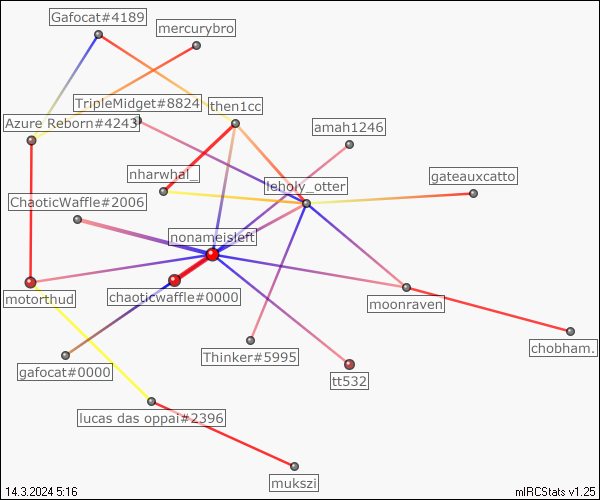 Gafocat#4189
mercurybro
TripleMidget#8824
then1cc
Azure Reborn#4243
amah1246
nharwhal_
leholy_otter
gateauxcatto
ChaoticWaffle#2006
nonameisleft
motorthud
chaoticwaffle#0000
moonraven
chobham.
Thinker#5995
gafocat#0000
tt532
lucas das oppai#2396
mukszi
14.3.2024 5:16
mIRCStats v1.25